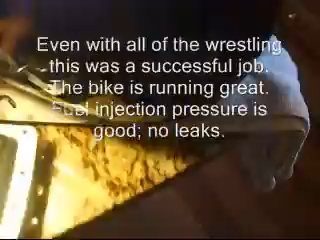 Even with all of the wrestling
this was a successful job.
The bike is running great.
Fuel injection pressure is
good; no leaks.